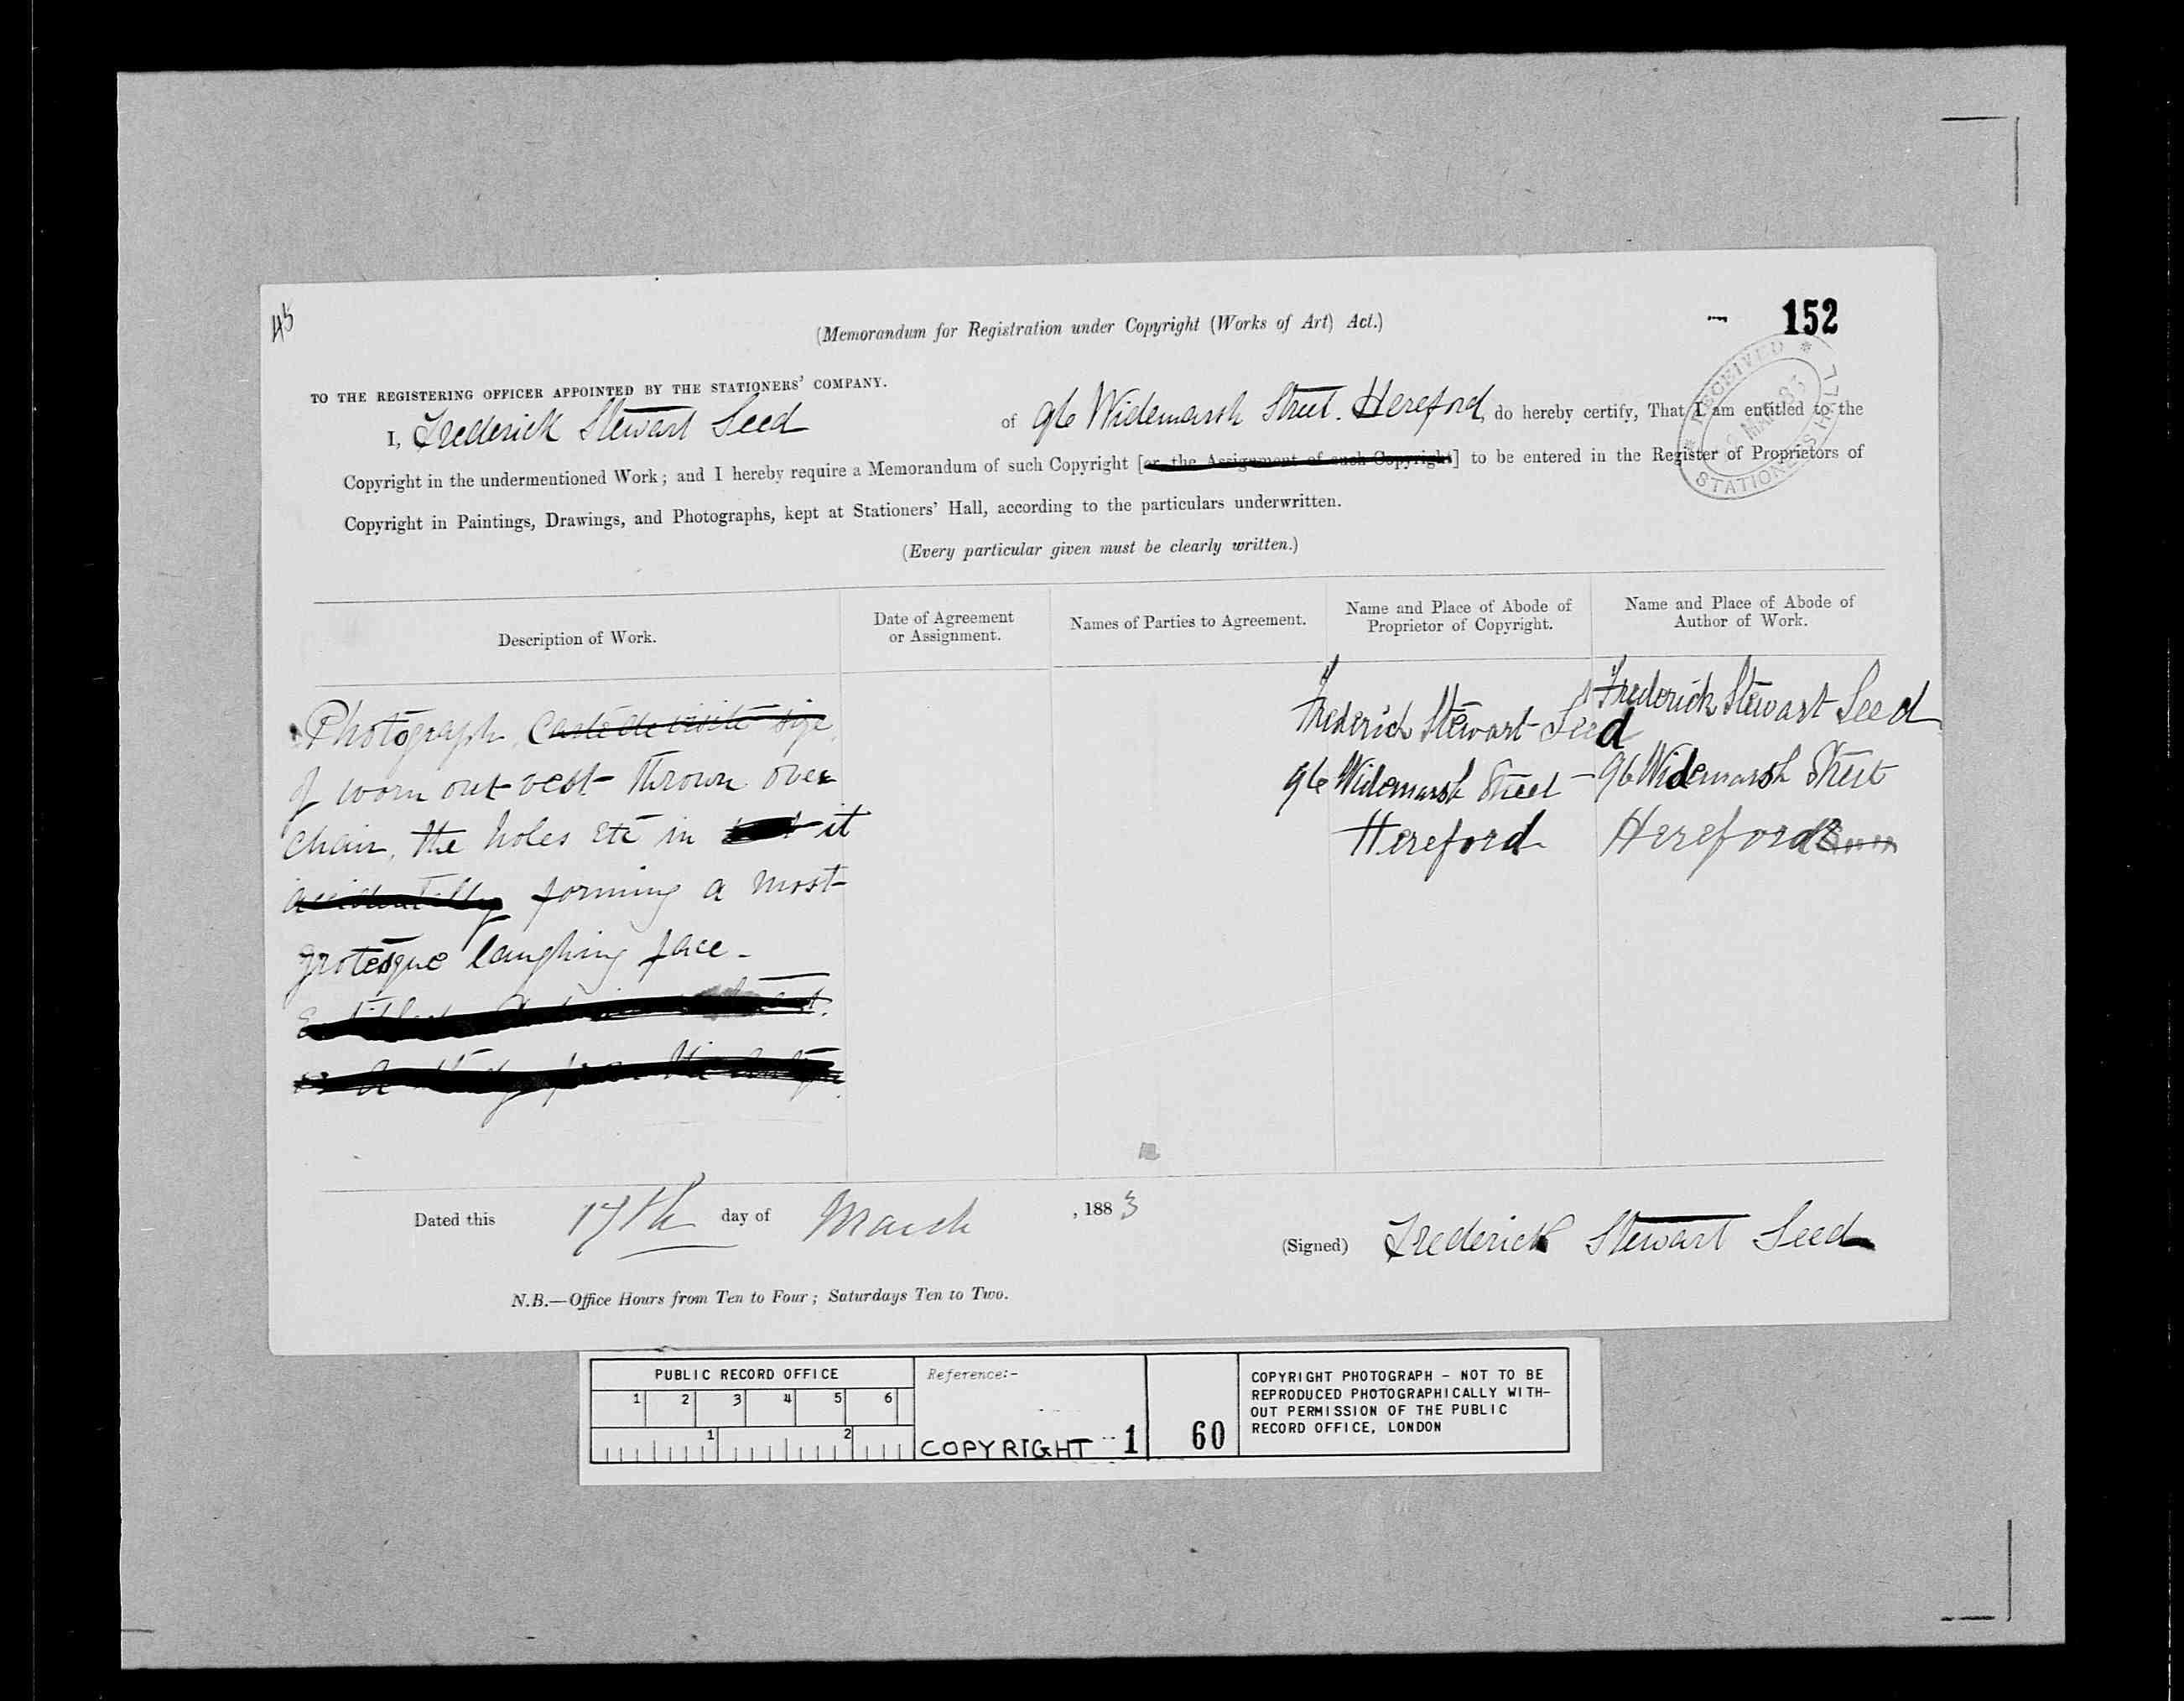 45
(Memorandum for Registration under Copyright (Works of Art) Act.)
152
RECEIVED * STATIONERS HALL *
MAR 83
TO THE REGISTERING OFFICER APPOINTED BY THE STATIONERS' COMPANY.
I, Frederick Stewart Seed of 96 Widemarsh Street. Hereford, do hereby certify, That I am entitled to the
Copyright in the undermentioned Work; and I hereby require a Memorandum of such Copyright [or the Assignment of such Copyright] to be entered in the Register of Proprietors of
Copyright in Paintings, Drawings, and Photographs, kept at Stationers' Hall, according to the particulars underwritten.
(Every particular given must be clearly written.)
Description of Work.
Date of Agreement
or Assignment.
Names of Parties to Agreement.
Name and Place of Abode of
Proprietor of Copyright.
Name and Place of Abode of
Author of Work.
Photograph, Carte de visite size,
of worn out vest thrown over
chair, the holes etc in it
accidentally forming a most
grotesque laughing face -
Frederick Stewart Seed
96 Widemarsh Street -
Hereford
Frederick Stewart Seed
96 Widemarsh Street
Hereford
Dated this 17th day of March, 1883
(Signed) Frederick Stewart Seed
N.B.—Office Hours from Ten to Four; Saturdays Ten to Two.
PUBLIC RECORD OFFICE
1 2 3 4 5 6
1 2
Reference:-
COPYRIGHT 1
60
COPYRIGHT PHOTOGRAPH - NOT TO BE
REPRODUCED PHOTOGRAPHICALLY WITH-
OUT PERMISSION OF THE PUBLIC
RECORD OFFICE, LONDON